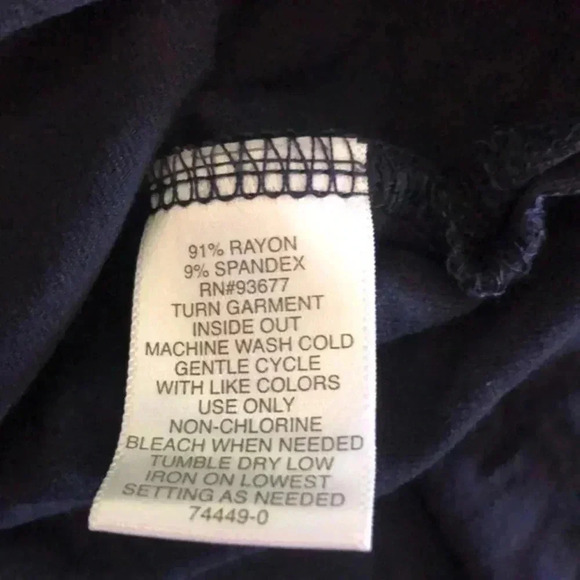 91% RAYON
9% SPANDEX
RN#93677
TURN GARMENT
INSIDE OUT
MACHINE WASH COLD
GENTLE CYCLE
WITH LIKE COLORS
USE ONLY
NON-CHLORINE
BLEACH WHEN NEEDED
TUMBLE DRY LOW
IRON ON LOWEST
SETTING AS NEEDED
74449-0